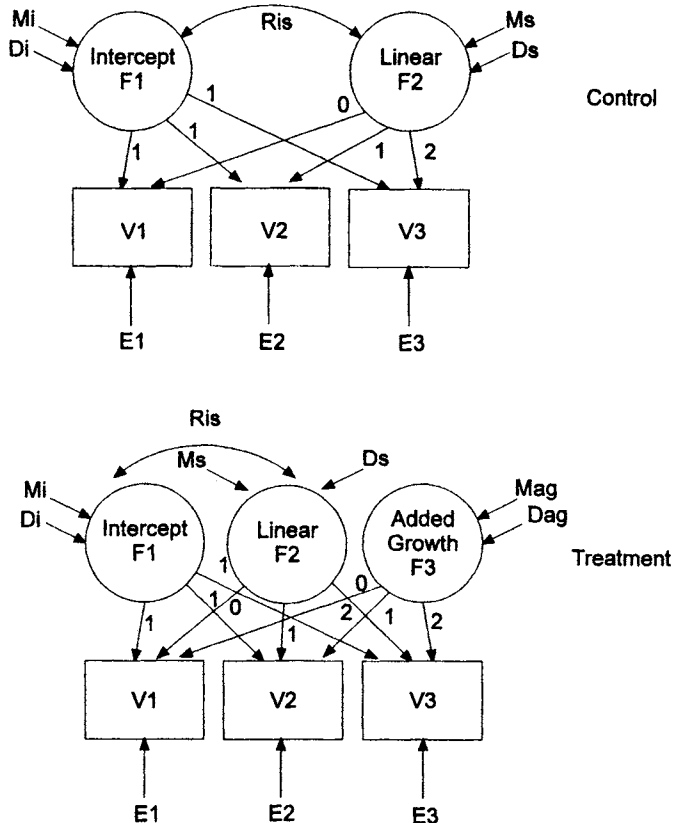 Mi
Ris
Ms
Di
Ds
Intercept
F1
Linear
F2
Control
1
0
1
1
1
2
V1
V2
V3
E1
E2
E3
Ris
Ms
Ds
Mi
Mag
Di
Dag
Intercept
F1
Linear
F2
Added
Growth
F3
Treatment
1
0
1
1
0
2
1
1
2
V1
V2
V3
E1
E2
E3